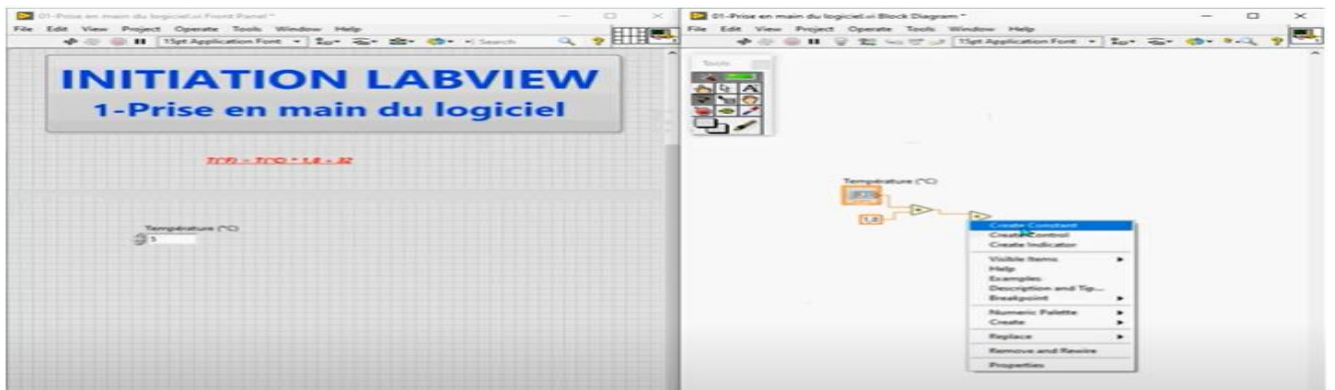 01-Prise en main du logiciel.vi Front Panel *
File Edit View Project Operate Tools Window Help
15pt Application Font
Search
INITIATION LABVIEW
1-Prise en main du logiciel
T(°F) = T(°C) * 1,8 + 32
Température (°C)
5
01-Prise en main du logiciel.vi Block Diagram *
File Edit View Project Operate Tools Window Help
15pt Application Font
Tools
Température (°C)
1,8
Create Constant
Create Control
Create Indicator
Visible Items
Help
Examples
Description and Tip...
Breakpoint
Numeric Palette
Create
Replace
Remove and Rewire
Properties